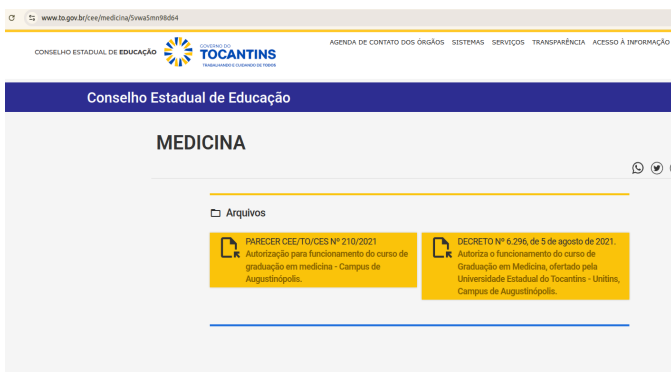 www.to.gov.br/cee/medicina/5vwa5mn98d64
CONSELHO ESTADUAL DE EDUCAÇÃO
GOVERNO DO
TOCANTINS
TRABALHANDO E CUIDANDO DE TODOS
AGENDA DE CONTATO DOS ÓRGÃOS SISTEMAS SERVIÇOS TRANSPARÊNCIA ACESSO À INFORMAÇÃO
Conselho Estadual de Educação
MEDICINA
Arquivos
PARECER CEE/TO/CES Nº 210/2021
Autorização para funcionamento do curso de
graduação em medicina - Campus de
Augustinópolis.
DECRETO Nº 6.296, de 5 de agosto de 2021.
Autoriza o funcionamento do curso de
Graduação em Medicina, ofertado pela
Universidade Estadual do Tocantins - Unitins,
Campus de Augustinópolis.